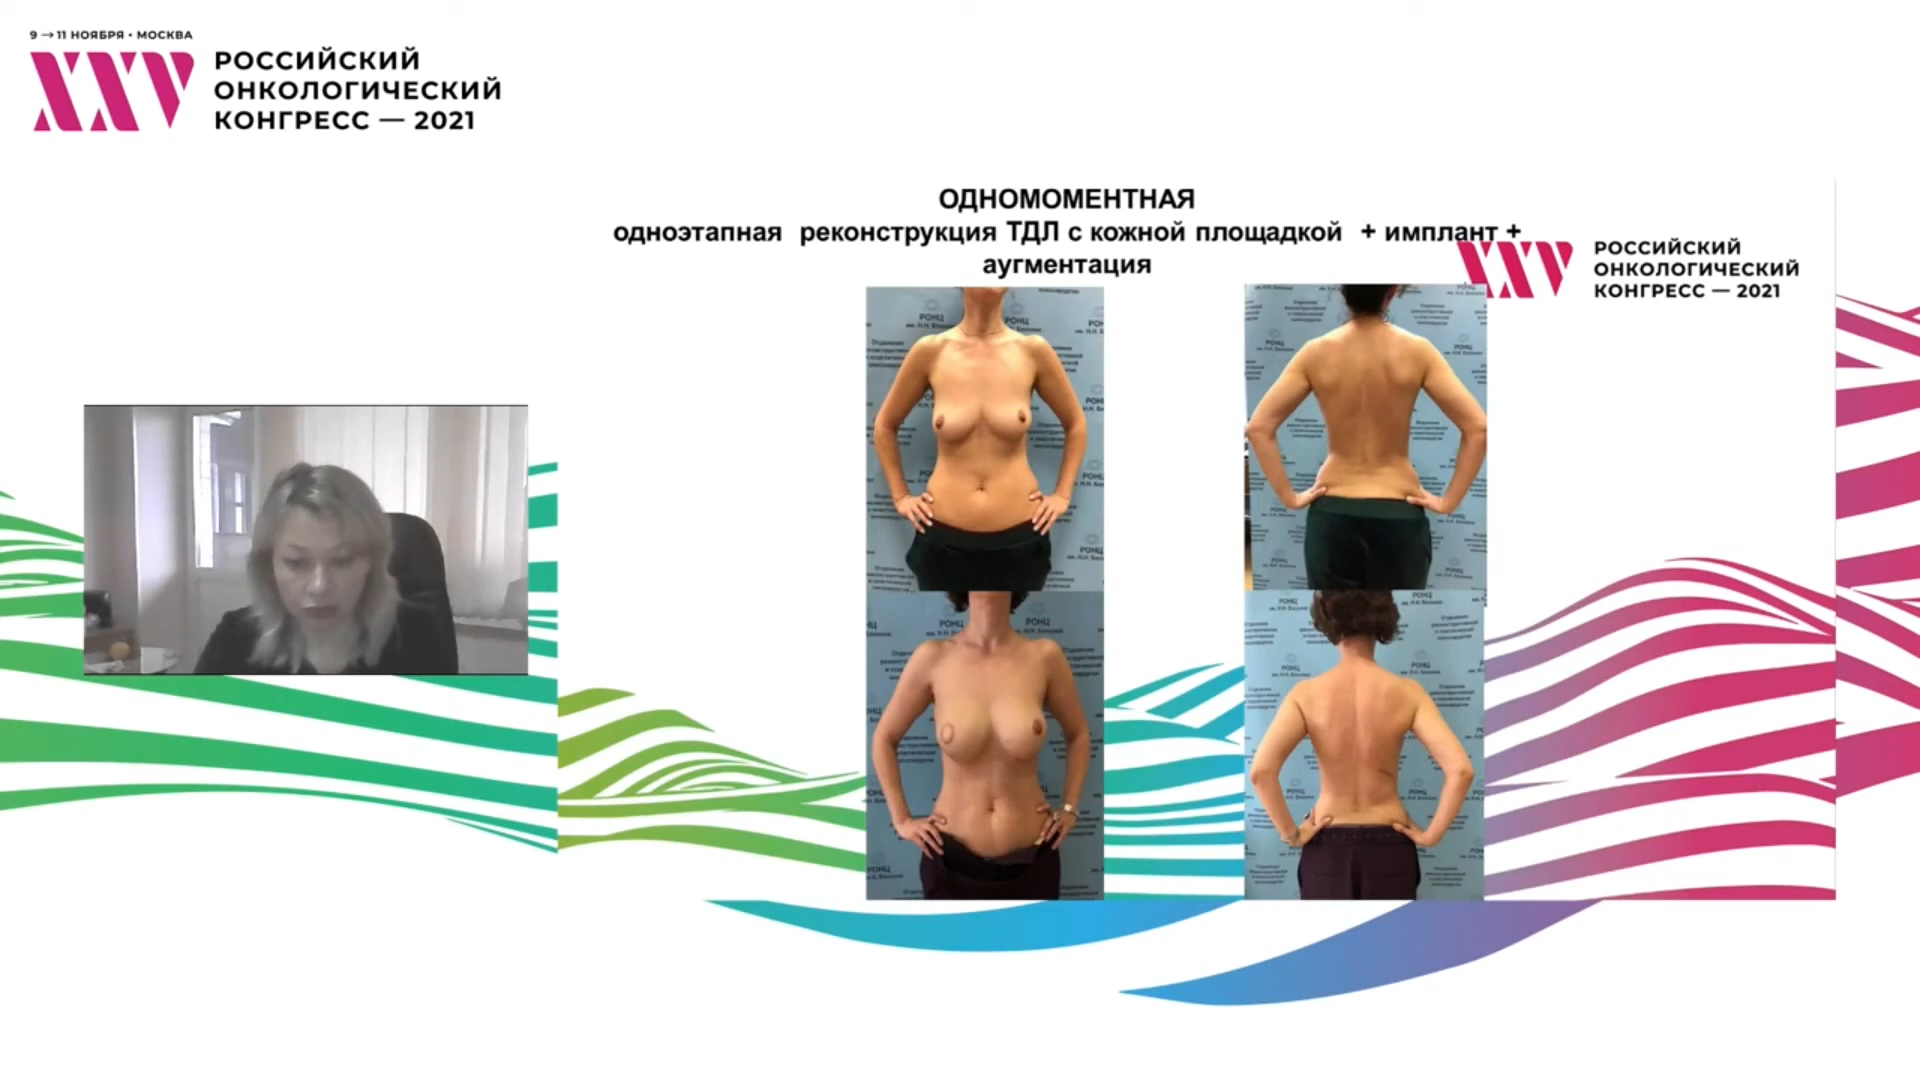 9 → 11 НОЯБРЯ • МОСКВА
XXV
РОССИЙСКИЙ
ОНКОЛОГИЧЕСКИЙ
КОНГРЕСС — 2021
ОДНОМОМЕНТНАЯ
одноэтапная реконструкция ТДЛ с кожной площадкой + имплант +
аугментация
XXV
РОССИЙСКИЙ
ОНКОЛОГИЧЕСКИЙ
КОНГРЕСС — 2021
РОНЦ